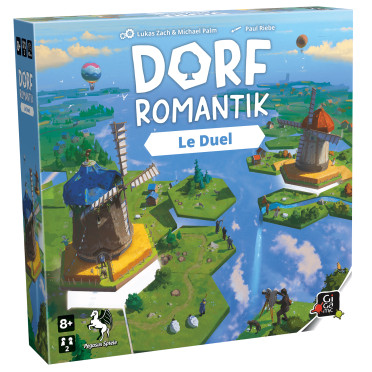 Lukas Zach & Michael Palm
Paul Riebe
DORF
ROMANTIK
Le Duel
8+
2
Pegasus Spiele
GIGAMIC